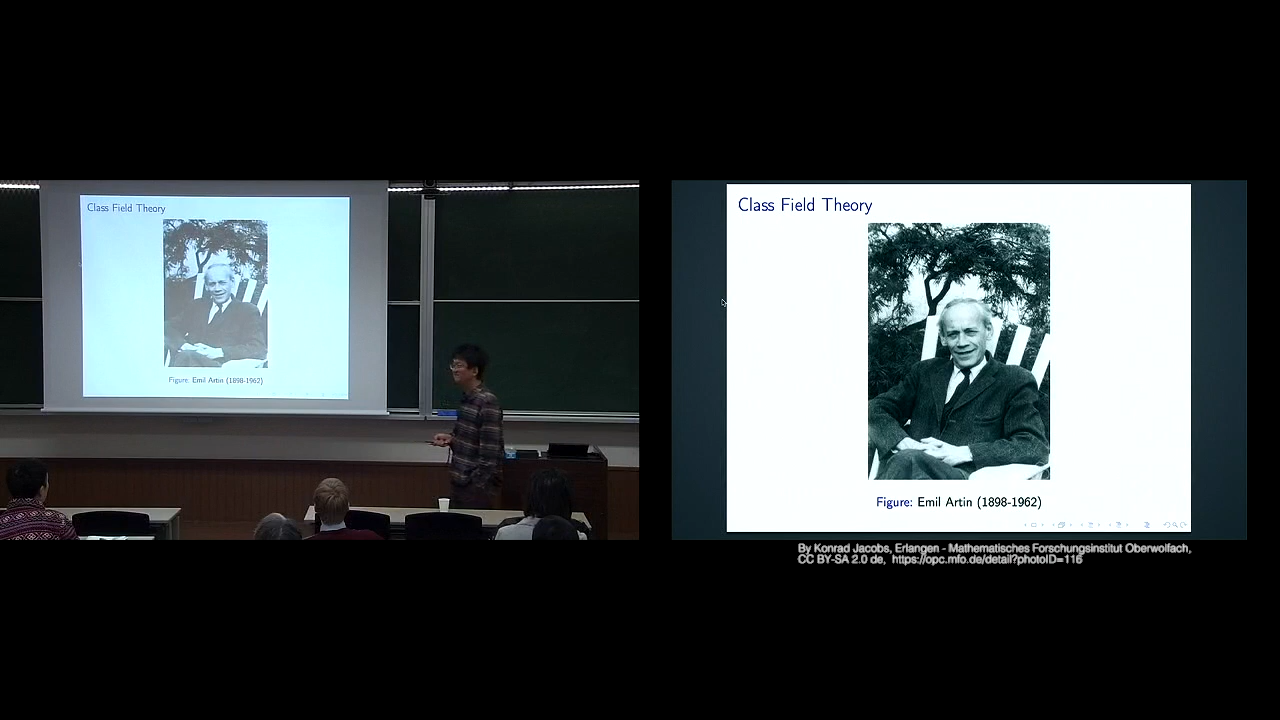 Class Field Theory
Figure: Emil Artin (1898-1962)
Class Field Theory
Figure: Emil Artin (1898-1962)
By Konrad Jacobs, Erlangen - Mathematisches Forschungsinstitut Oberwolfach,
CC BY-SA 2.0 de, https://opc.mfo.de/detail?photoID=116